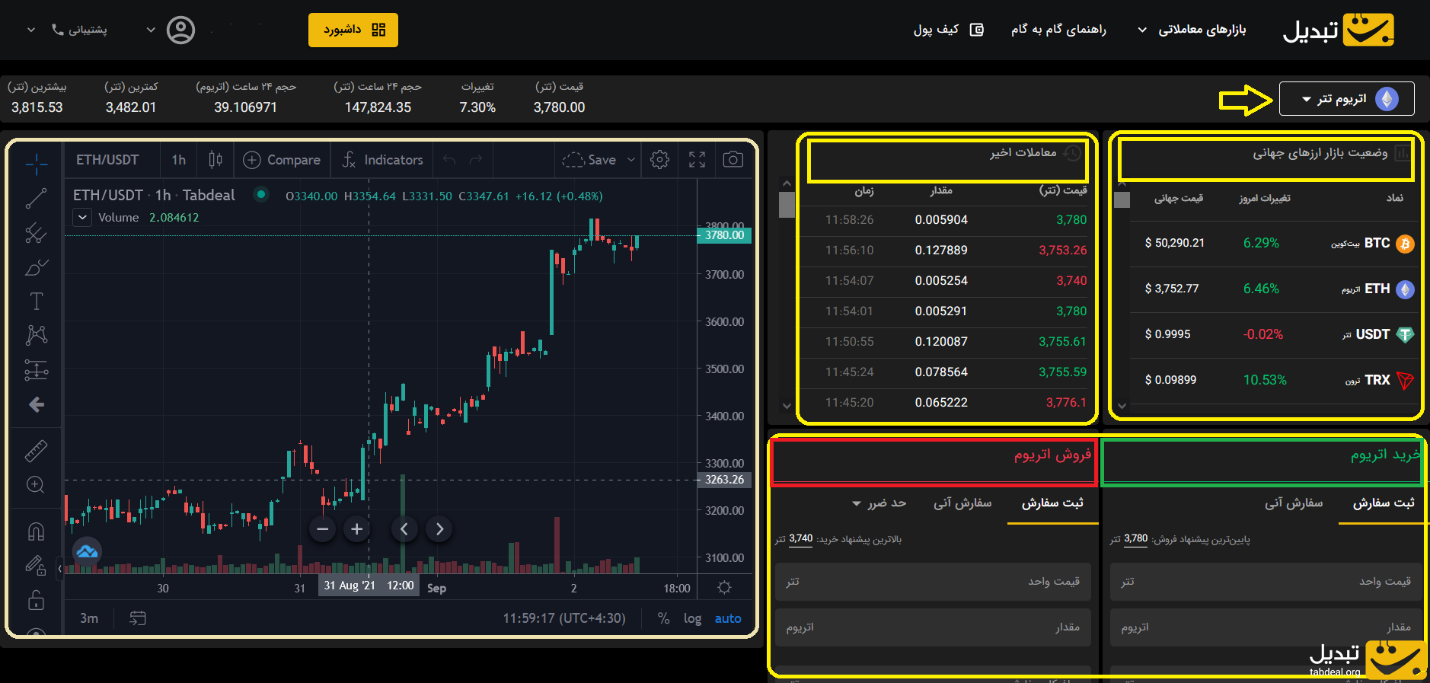 تبدیل
بازارهای معاملاتی
راهنمای گام به گام
کیف پول
داشبورد
پشتیبانی
اتریوم تتر
قیمت (تتر)
3,780.00
تغییرات
7.30%
حجم ۲۴ ساعت (تتر)
147,824.35
حجم ۲۴ ساعت (اتریوم)
39.106971
کمترین (تتر)
3,482.01
بیشترین (تتر)
3,815.53
وضعیت بازار ارزهای جهانی
نماد تغییرات امروز قیمت جهانی
BTC بیت‌کوین 6.29% $ 50,290.21
ETH اتریوم 6.46% $ 3,752.77
USDT تتر -0.02% $ 0.9995
TRX ترون 10.53% $ 0.09899
معاملات اخیر
قیمت (تتر) مقدار زمان
3,780 0.005904 11:58:26
3,753.26 0.127889 11:56:10
3,740 0.005254 11:54:07
3,780 0.005291 11:54:01
3,755.61 0.120087 11:50:55
3,755.59 0.078564 11:45:24
3,776.1 0.065222 11:45:20
ETH/USDT 1h Compare Indicators Save
ETH/USDT · 1h · Tabdeal O3340.00 H3354.64 L3331.50 C3347.61 +16.12 (+0.48%)
Volume 2.084612
3800.00
3780.00
3700.00
3600.00
3500.00
3400.00
3300.00
3263.26
3200.00
3100.00
30 31 31 Aug '21 12:00 Sep 2 18:00
3m 11:59:17 (UTC+4:30) % log auto
خرید اتریوم
ثبت سفارش سفارش آنی
پایین‌ترین پیشنهاد فروش: 3,780 تتر
قیمت واحد تتر
مقدار اتریوم
فروش اتریوم
ثبت سفارش سفارش آنی حد ضرر
بالاترین پیشنهاد خرید: 3,740 تتر
قیمت واحد تتر
مقدار اتریوم
تبدیل
tabdeal.org